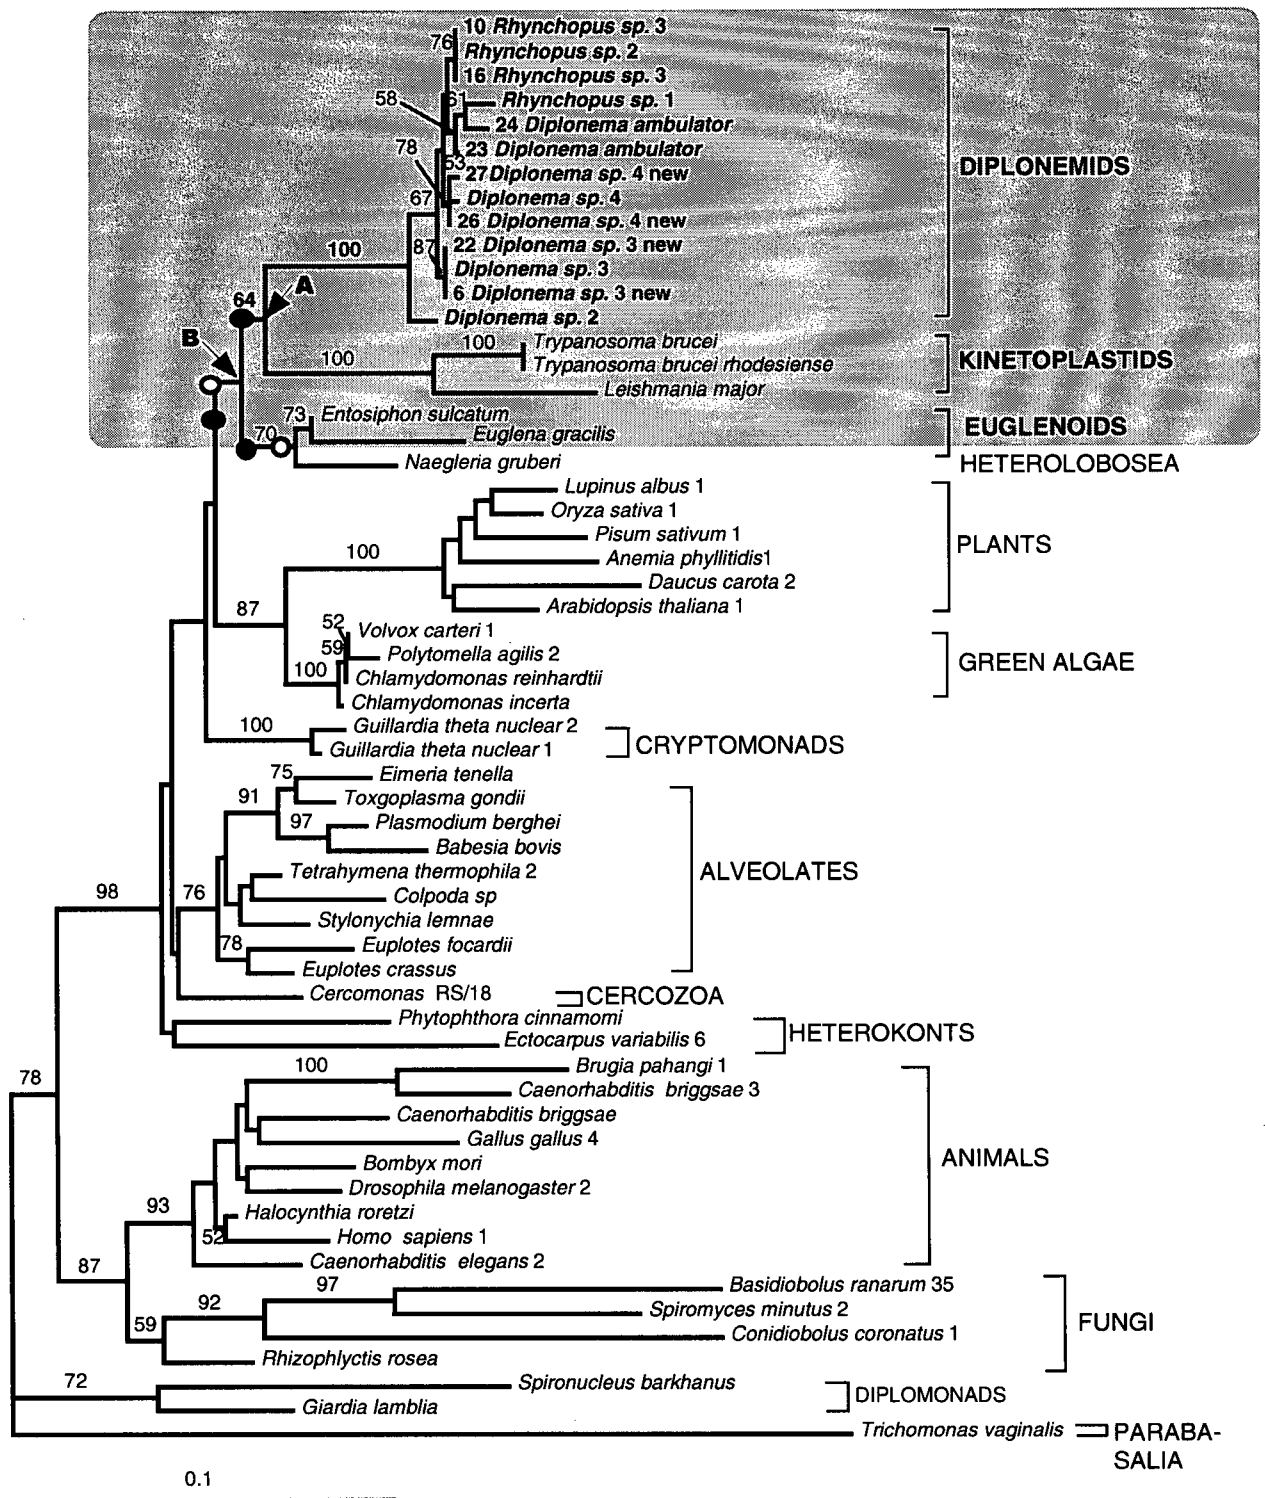 10 Rhynchopus sp. 3
76
Rhynchopus sp. 2
16 Rhynchopus sp. 3
58
61
Rhynchopus sp. 1
24 Diplonema ambulator
78
23 Diplonema ambulator
53
27 Diplonema sp. 4 new
DIPLONEMIDS
67
Diplonema sp. 4
26 Diplonema sp. 4 new
100
87
22 Diplonema sp. 3 new
Diplonema sp. 3
6 Diplonema sp. 3 new
64
A
Diplonema sp. 2
B
100
Trypanosoma brucei
100
Trypanosoma brucei rhodesiense
KINETOPLASTIDS
Leishmania major
73
Entosiphon sulcatum
70
Euglena gracilis
EUGLENOIDS
Naegleria gruberi
HETEROLOBOSEA
Lupinus albus 1
Oryza sativa 1
Pisum sativum 1
PLANTS
100
Anemia phyllitidis1
Daucus carota 2
87
Arabidopsis thaliana 1
52
Volvox carteri 1
59
Polytomella agilis 2
GREEN ALGAE
100
Chlamydomonas reinhardtii
Chlamydomonas incerta
100
Guillardia theta nuclear 2
Guillardia theta nuclear 1
CRYPTOMONADS
75
Eimeria tenella
91
Toxgoplasma gondii
97
Plasmodium berghei
Babesia bovis
Tetrahymena thermophila 2
ALVEOLATES
98
76
Colpoda sp
Stylonychia lemnae
78
Euplotes focardii
Euplotes crassus
Cercomonas RS/18
CERCOZOA
Phytophthora cinnamomi
Ectocarpus variabilis 6
HETEROKONTS
78
100
Brugia pahangi 1
Caenorhabditis briggsae 3
Caenorhabditis briggsae
Gallus gallus 4
ANIMALS
Bombyx mori
Drosophila melanogaster 2
93
Halocynthia roretzi
52
Homo sapiens 1
87
Caenorhabditis elegans 2
97
Basidiobolus ranarum 35
92
Spiromyces minutus 2
59
Conidiobolus coronatus 1
FUNGI
Rhizophlyctis rosea
72
Spironucleus barkhanus
Giardia lamblia
DIPLOMONADS
Trichomonas vaginalis
PARABA-
SALIA
0.1